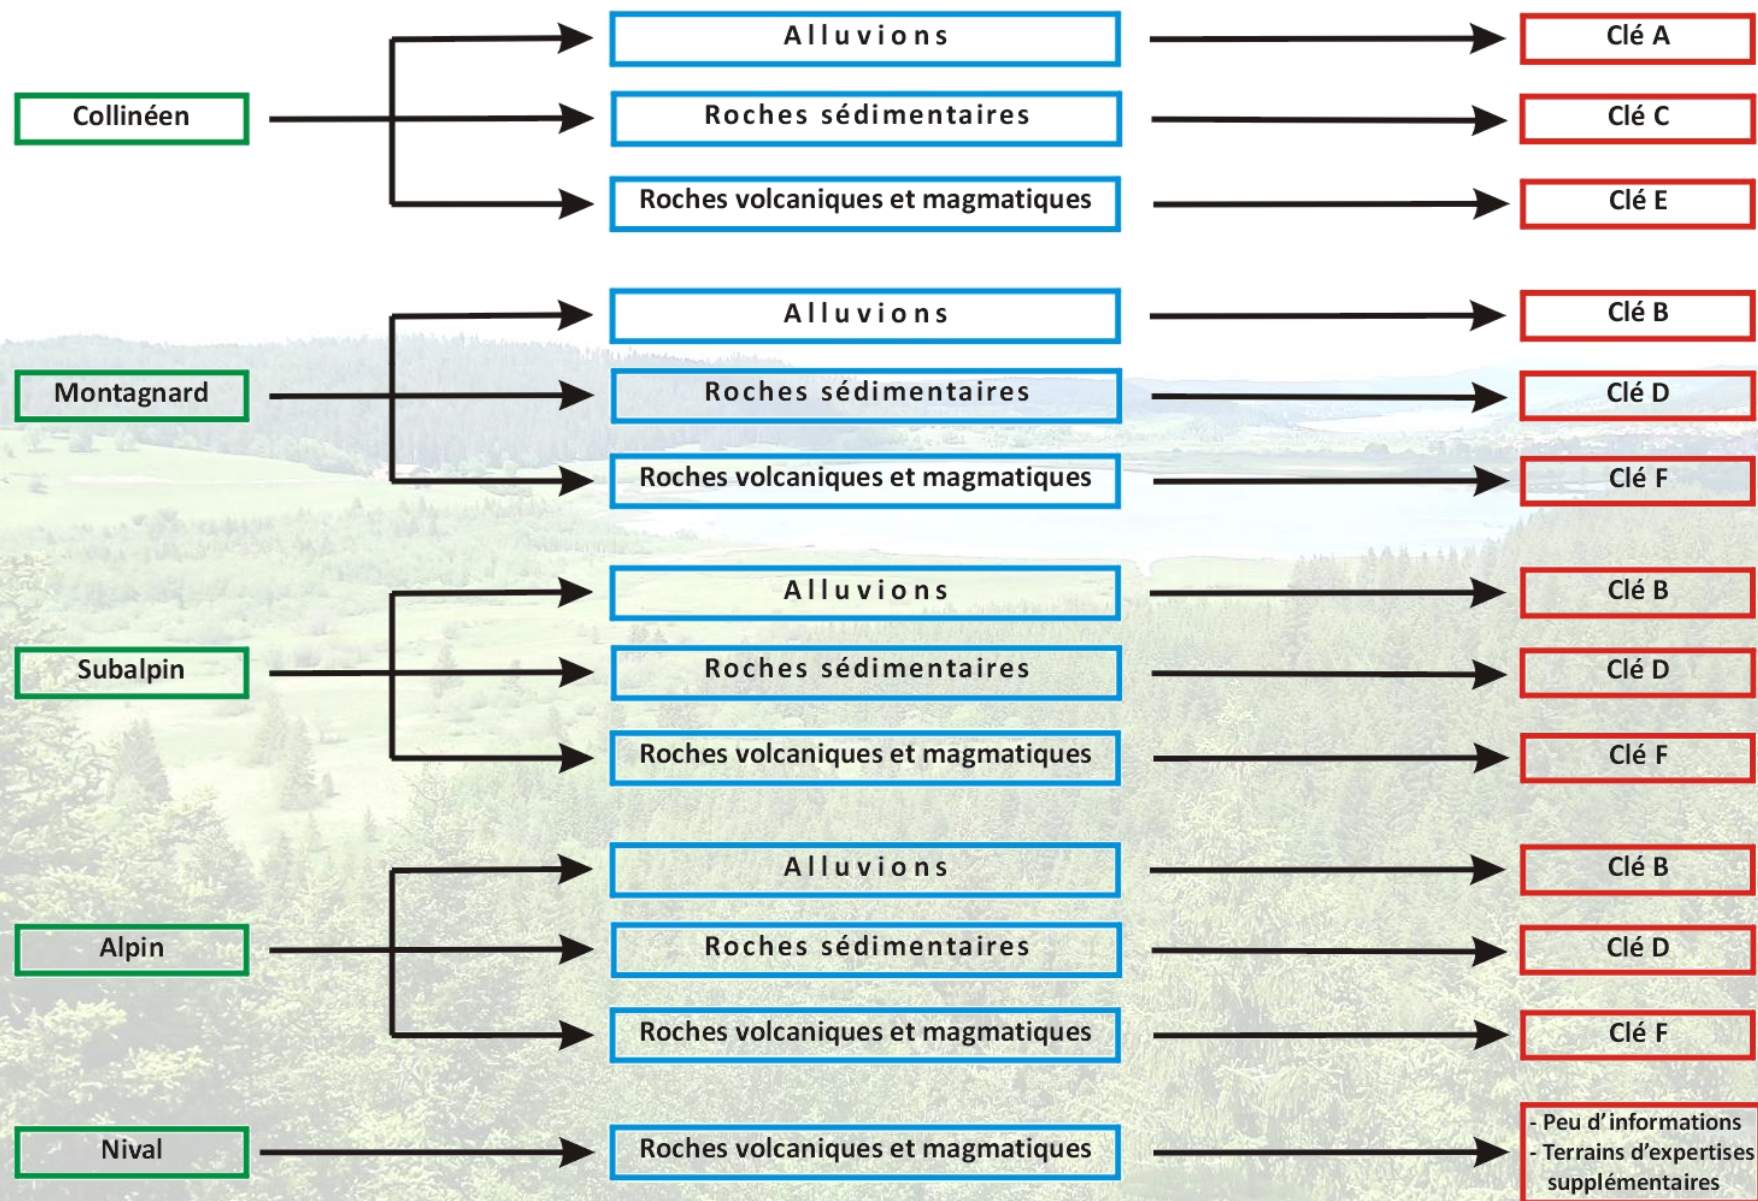 Alluvions
Clé A
Collinéen
Roches sédimentaires
Clé C
Roches volcaniques et magmatiques
Clé E
Alluvions
Clé B
Montagnard
Roches sédimentaires
Clé D
Roches volcaniques et magmatiques
Clé F
Alluvions
Clé B
Subalpin
Roches sédimentaires
Clé D
Roches volcaniques et magmatiques
Clé F
Alluvions
Clé B
Alpin
Roches sédimentaires
Clé D
Roches volcaniques et magmatiques
Clé F
Nival
Roches volcaniques et magmatiques
- Peu d'informations
- Terrains d'expertises
supplémentaires